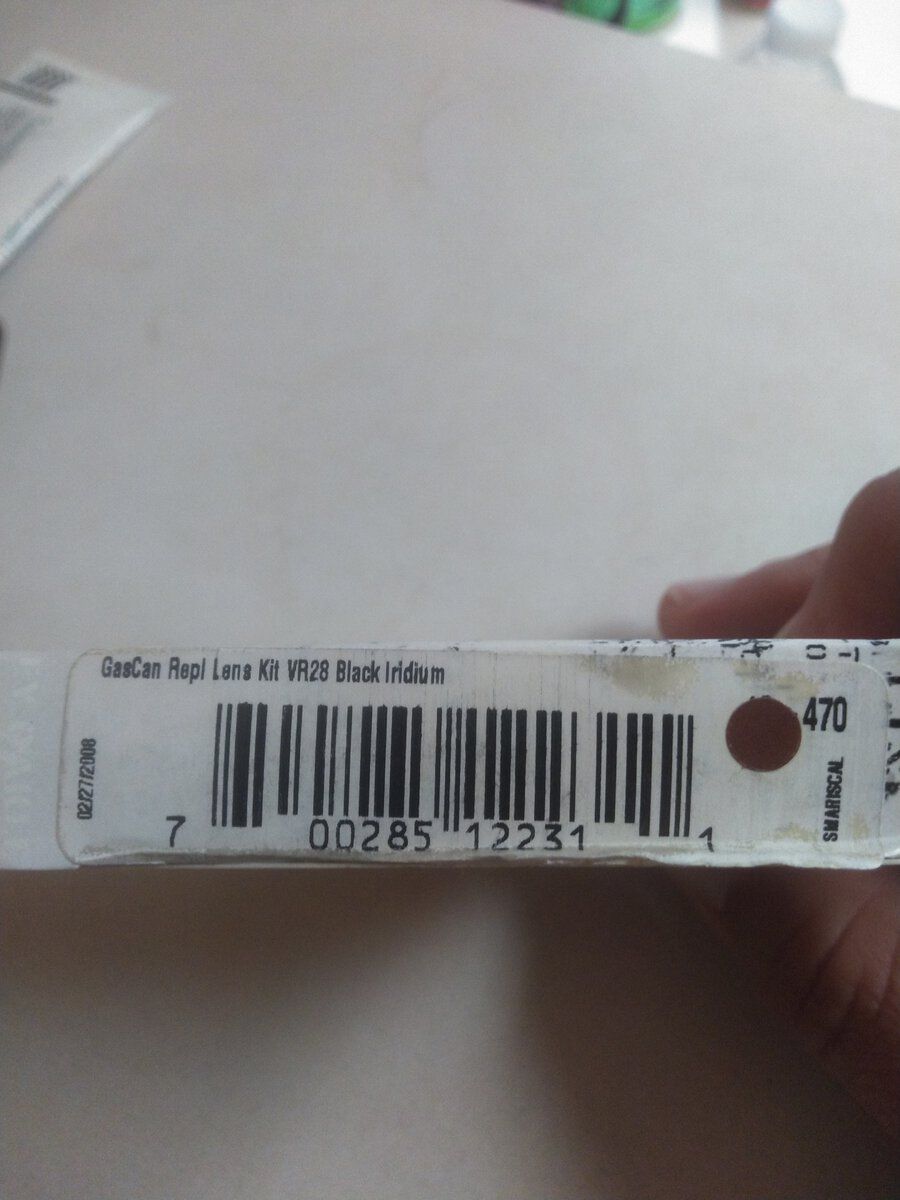 GasCan Repl Lens Kit VR28 Black Iridium
02/27/2008
470
SMARISCAL
7 00285 12231 1